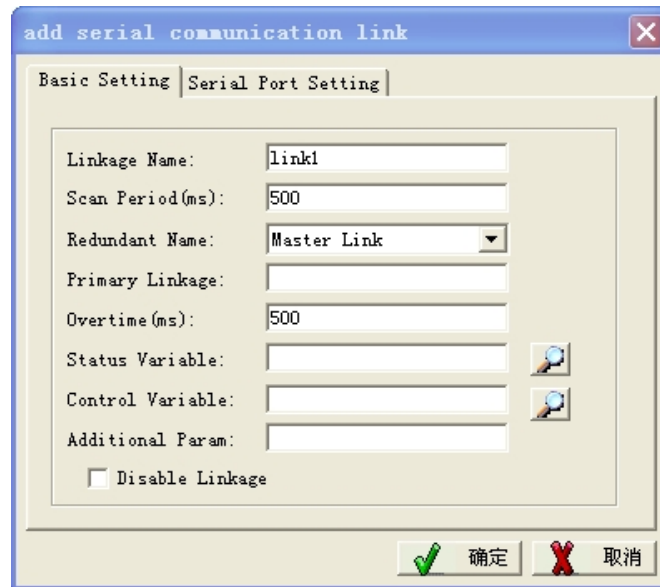 add serial communication link
Basic Setting Serial Port Setting
Linkage Name: link1
Scan Period(ms): 500
Redundant Name: Master Link
Primary Linkage:
Overtime(ms): 500
Status Variable:
Control Variable:
Additional Param:
Disable Linkage
确定 取消